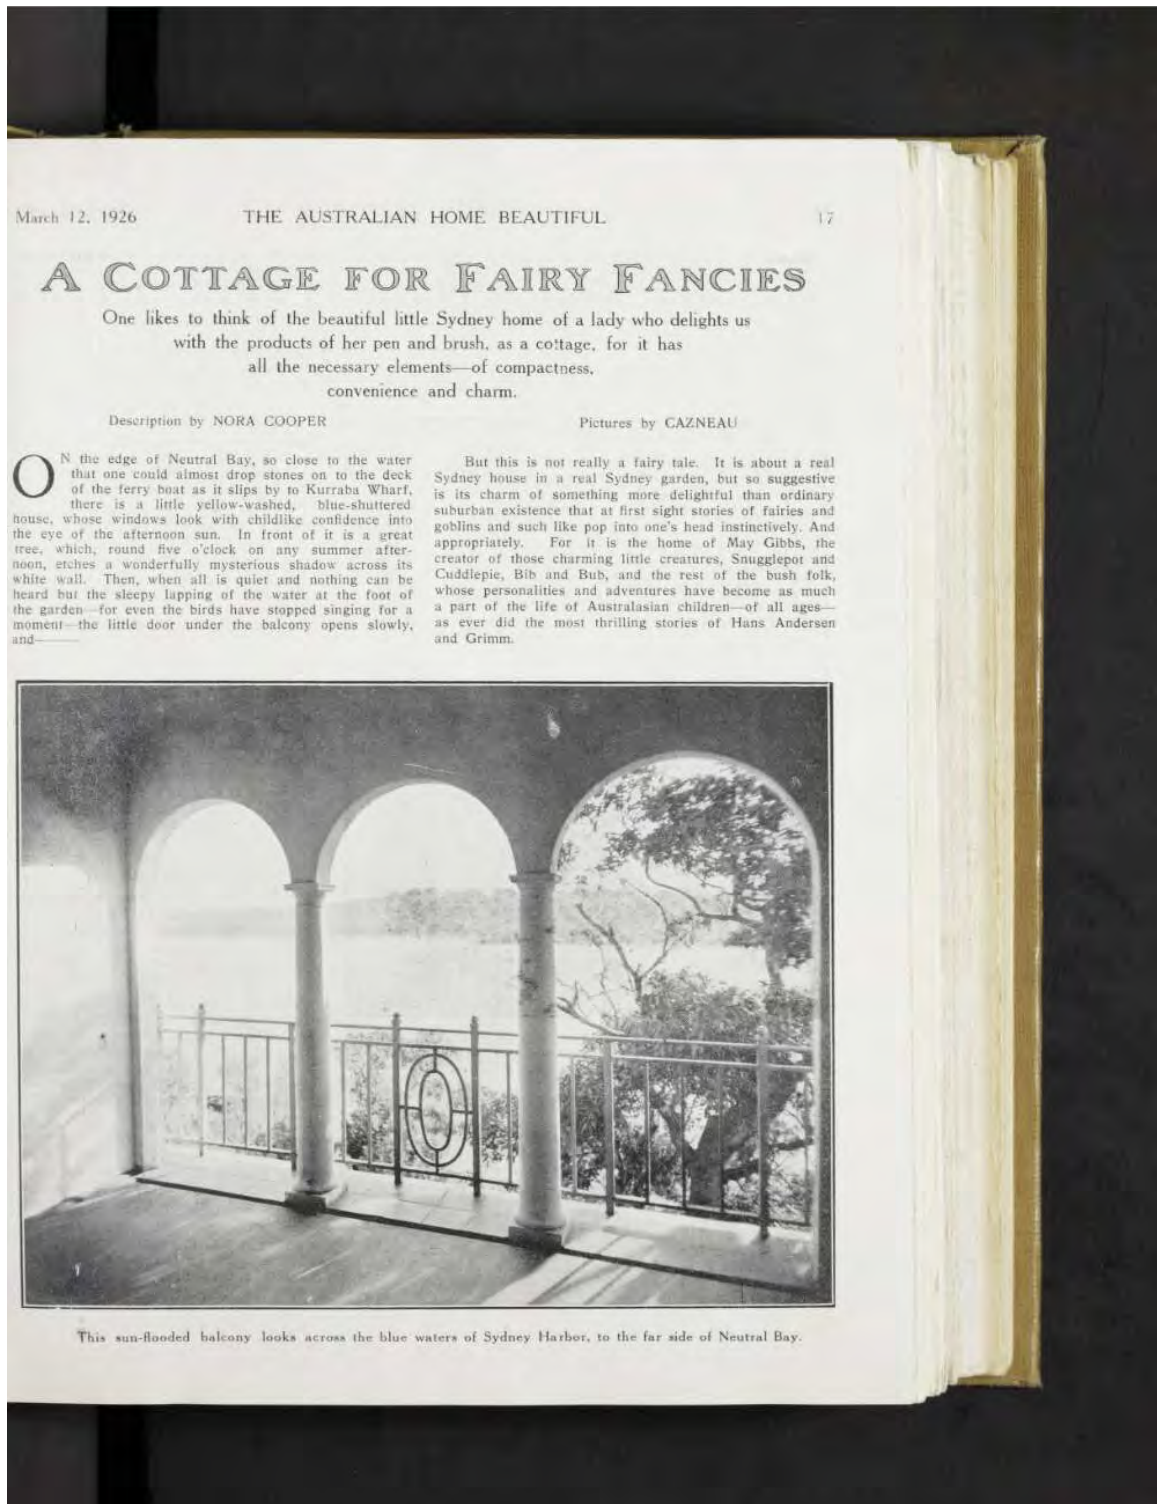 March 12, 1926 THE AUSTRALIAN HOME BEAUTIFUL 17
A COTTAGE FOR FAIRY FANCIES
One likes to think of the beautiful little Sydney home of a lady who delights us
with the products of her pen and brush, as a cottage, for it has
all the necessary elements—of compactness,
convenience and charm.
Description by NORA COOPER
Pictures by CAZNEAU
ON the edge of Neutral Bay, so close to the water
that one could almost drop stones on to the deck
of the ferry boat as it slips by to Kurraba Wharf,
there is a little yellow-washed, blue-shuttered
house, whose windows look with childlike confidence into
the eye of the afternoon sun. In front of it is a great
tree, which, round five o'clock on any summer after-
noon, etches a wonderfully mysterious shadow across its
white wall. Then, when all is quiet and nothing can be
heard but the sleepy lapping of the water at the foot of
the garden—for even the birds have stopped singing for a
moment—the little door under the balcony opens slowly,
and———
But this is not really a fairy tale. It is about a real
Sydney house in a real Sydney garden, but so suggestive
is its charm of something more delightful than ordinary
suburban existence that at first sight stories of fairies and
goblins and such like pop into one's head instinctively. And
appropriately. For it is the home of May Gibbs, the
creator of those charming little creatures, Snugglepot and
Cuddlepie, Bib and Bub, and the rest of the bush folk,
whose personalities and adventures have become as much
a part of the life of Australasian children—of all ages—
as ever did the most thrilling stories of Hans Andersen
and Grimm.
This sun-flooded balcony looks across the blue waters of Sydney Harbor, to the far side of Neutral Bay.